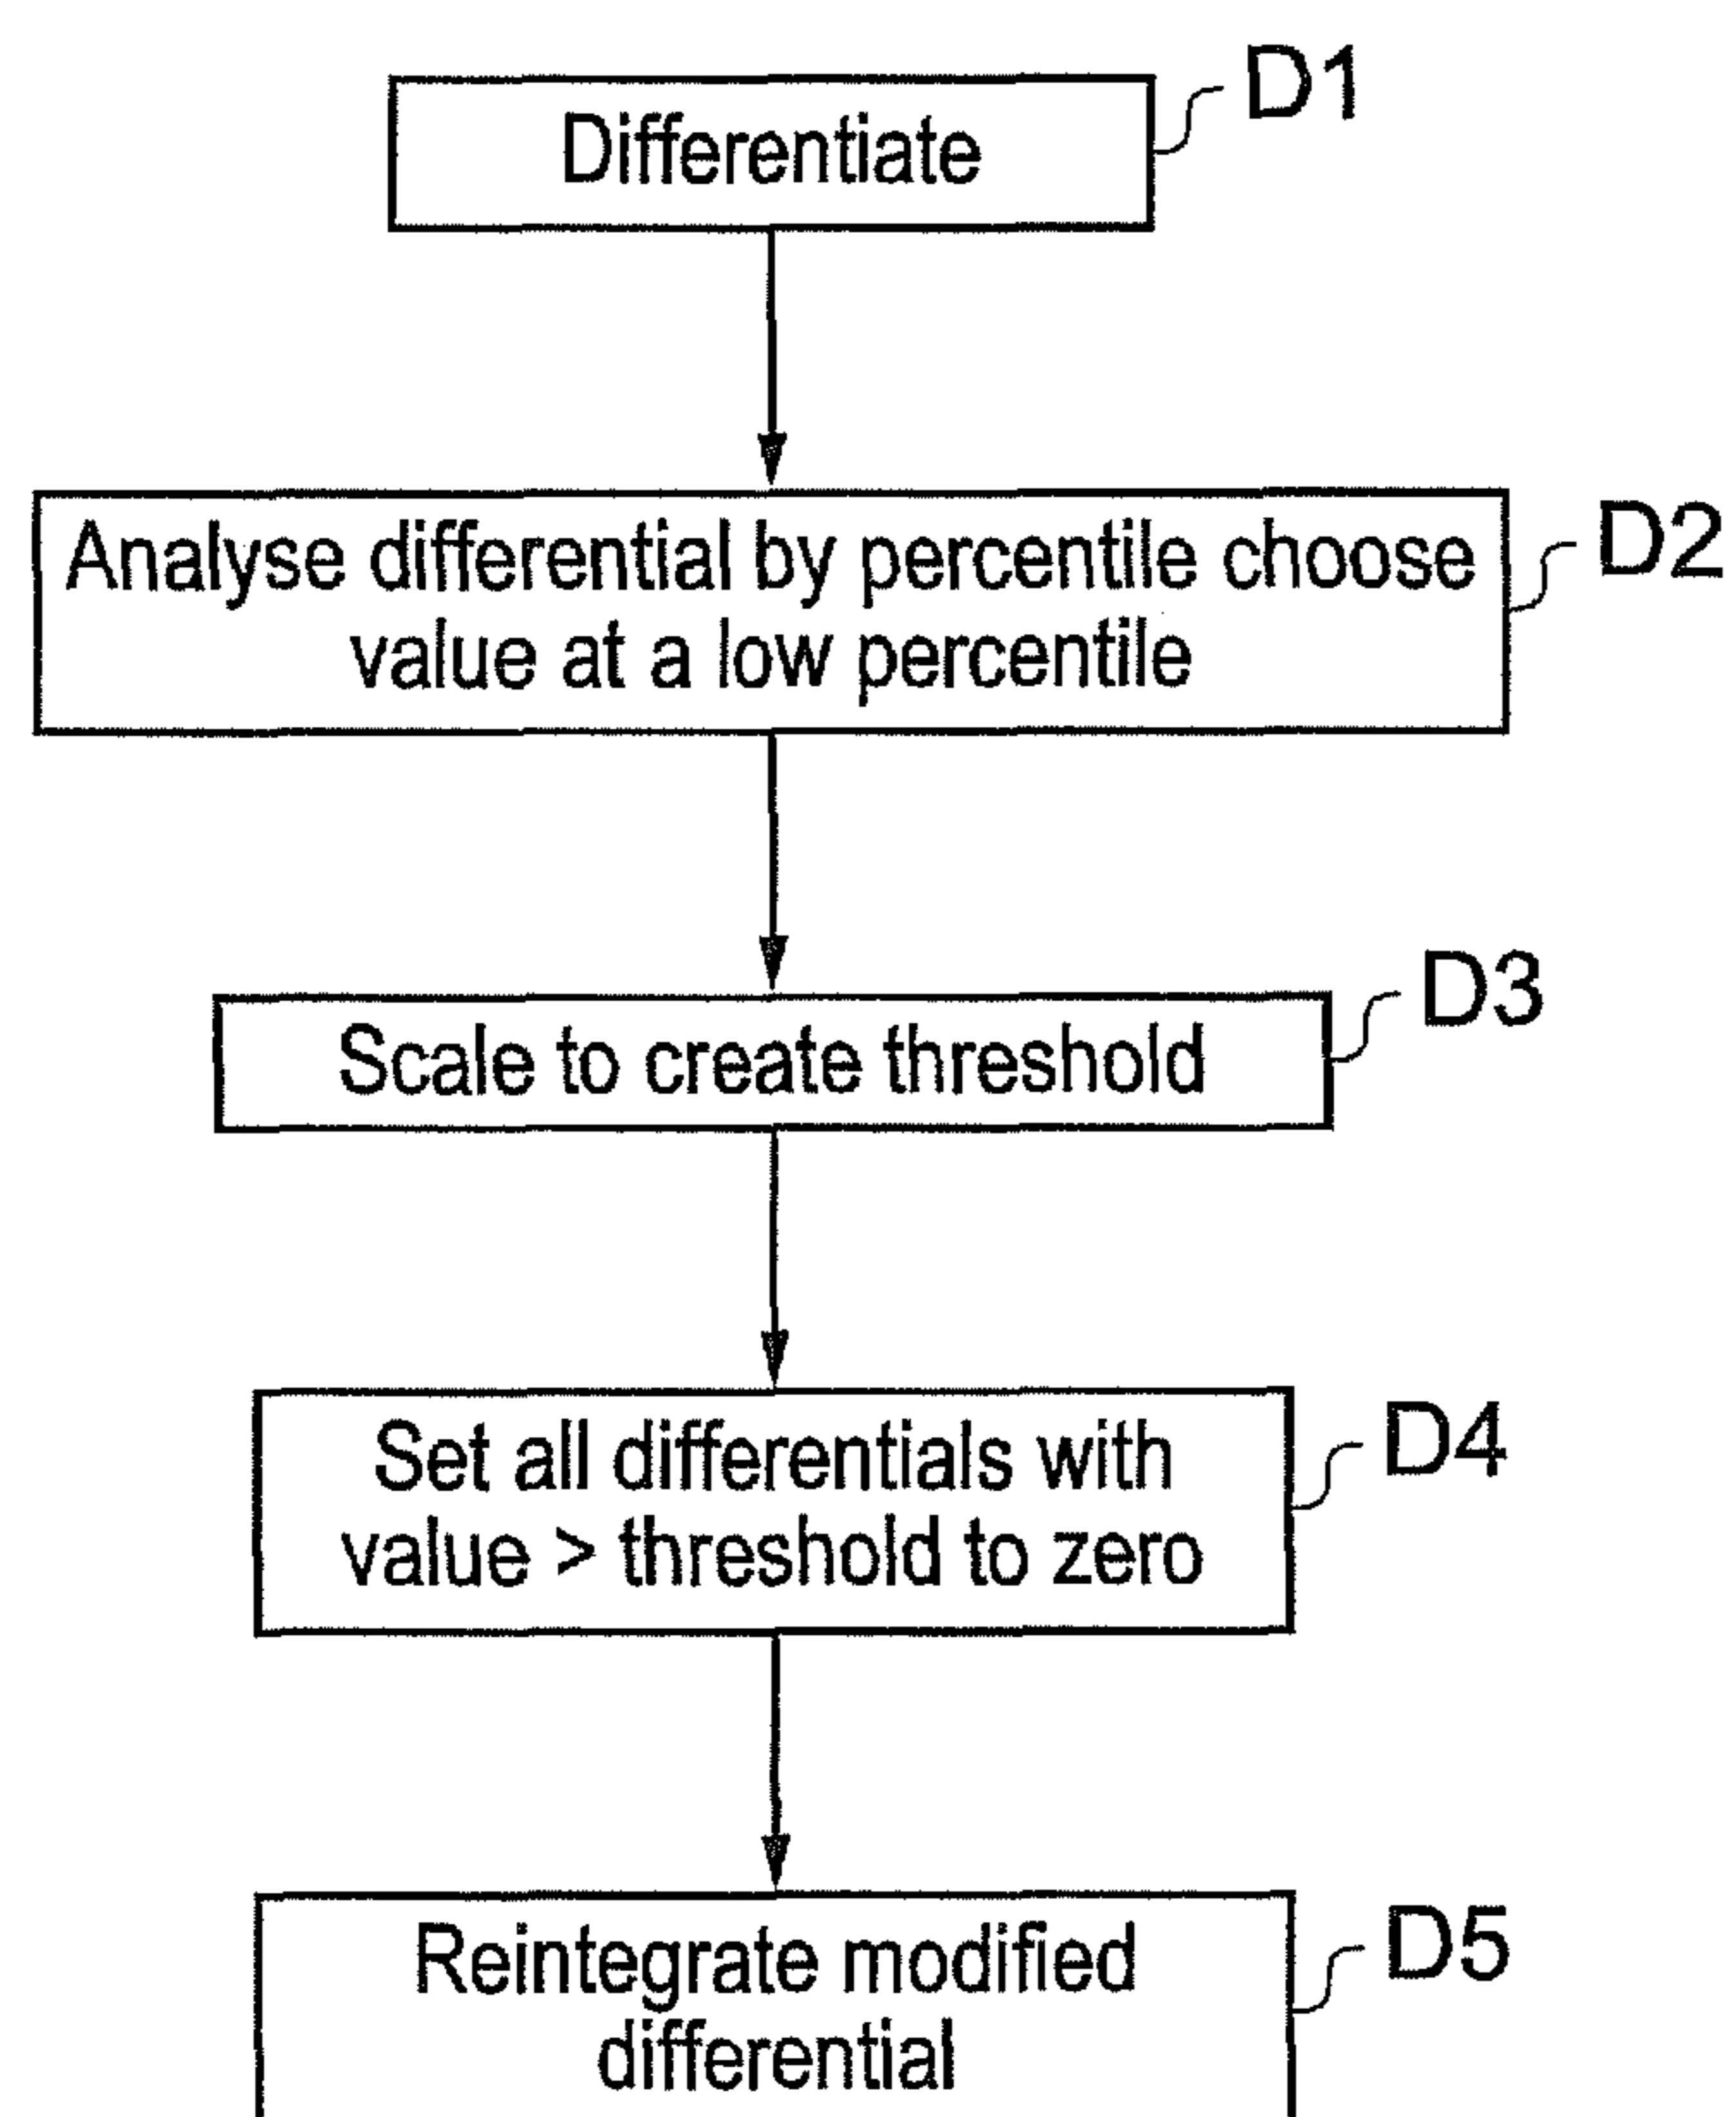 Differentiate
D1
Analyse differential by percentile choose
value at a low percentile
D2
Scale to create threshold
D3
Set all differentials with
value > threshold to zero
D4
Reintegrate modified
differential
D5